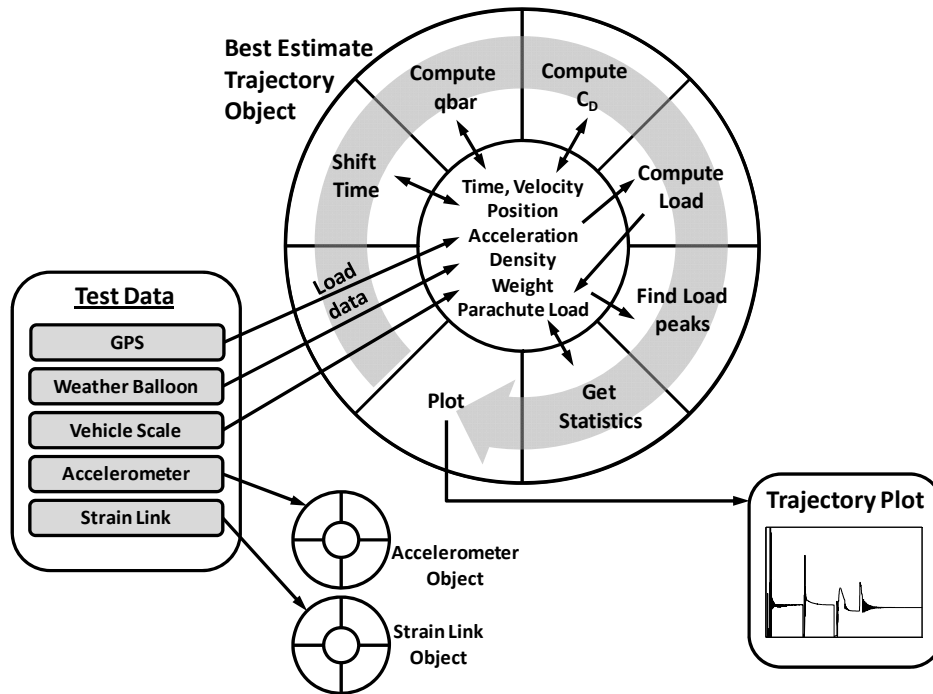 Best Estimate
Trajectory
Object
Compute
qbar
Compute
C_D
Shift
Time
Compute
Load
Time, Velocity
Position
Acceleration
Density
Weight
Parachute Load
Load
data
Find Load
peaks
Get
Statistics
Plot
Test Data
GPS
Weather Balloon
Vehicle Scale
Accelerometer
Strain Link
Accelerometer
Object
Strain Link
Object
Trajectory Plot